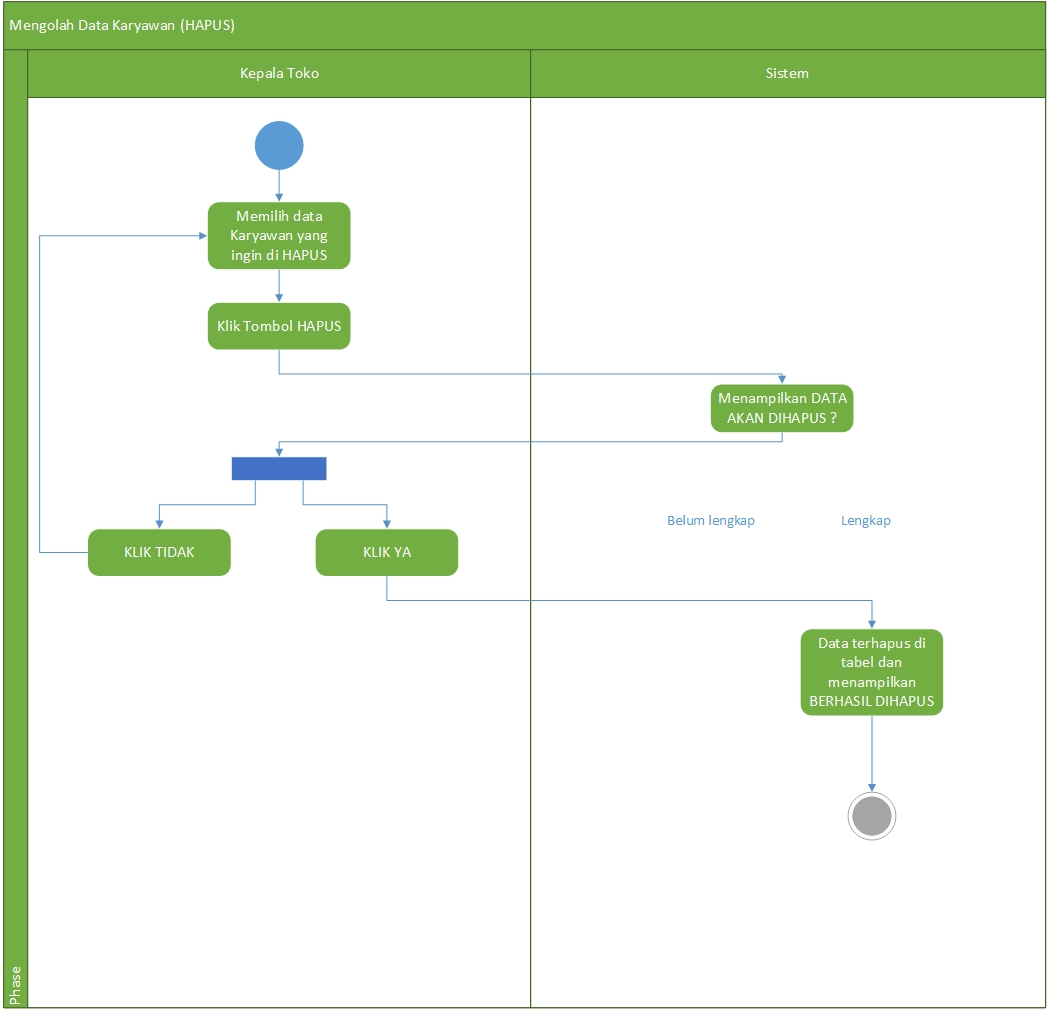 Mengolah Data Karyawan (HAPUS)
Kepala Toko
Sistem
Memilih data
Karyawan yang
ingin di HAPUS
Klik Tombol HAPUS
Menampilkan DATA
AKAN DIHAPUS ?
Belum lengkap
Lengkap
KLIK TIDAK
KLIK YA
Data terhapus di
tabel dan
menampilkan
BERHASIL DIHAPUS
Phase